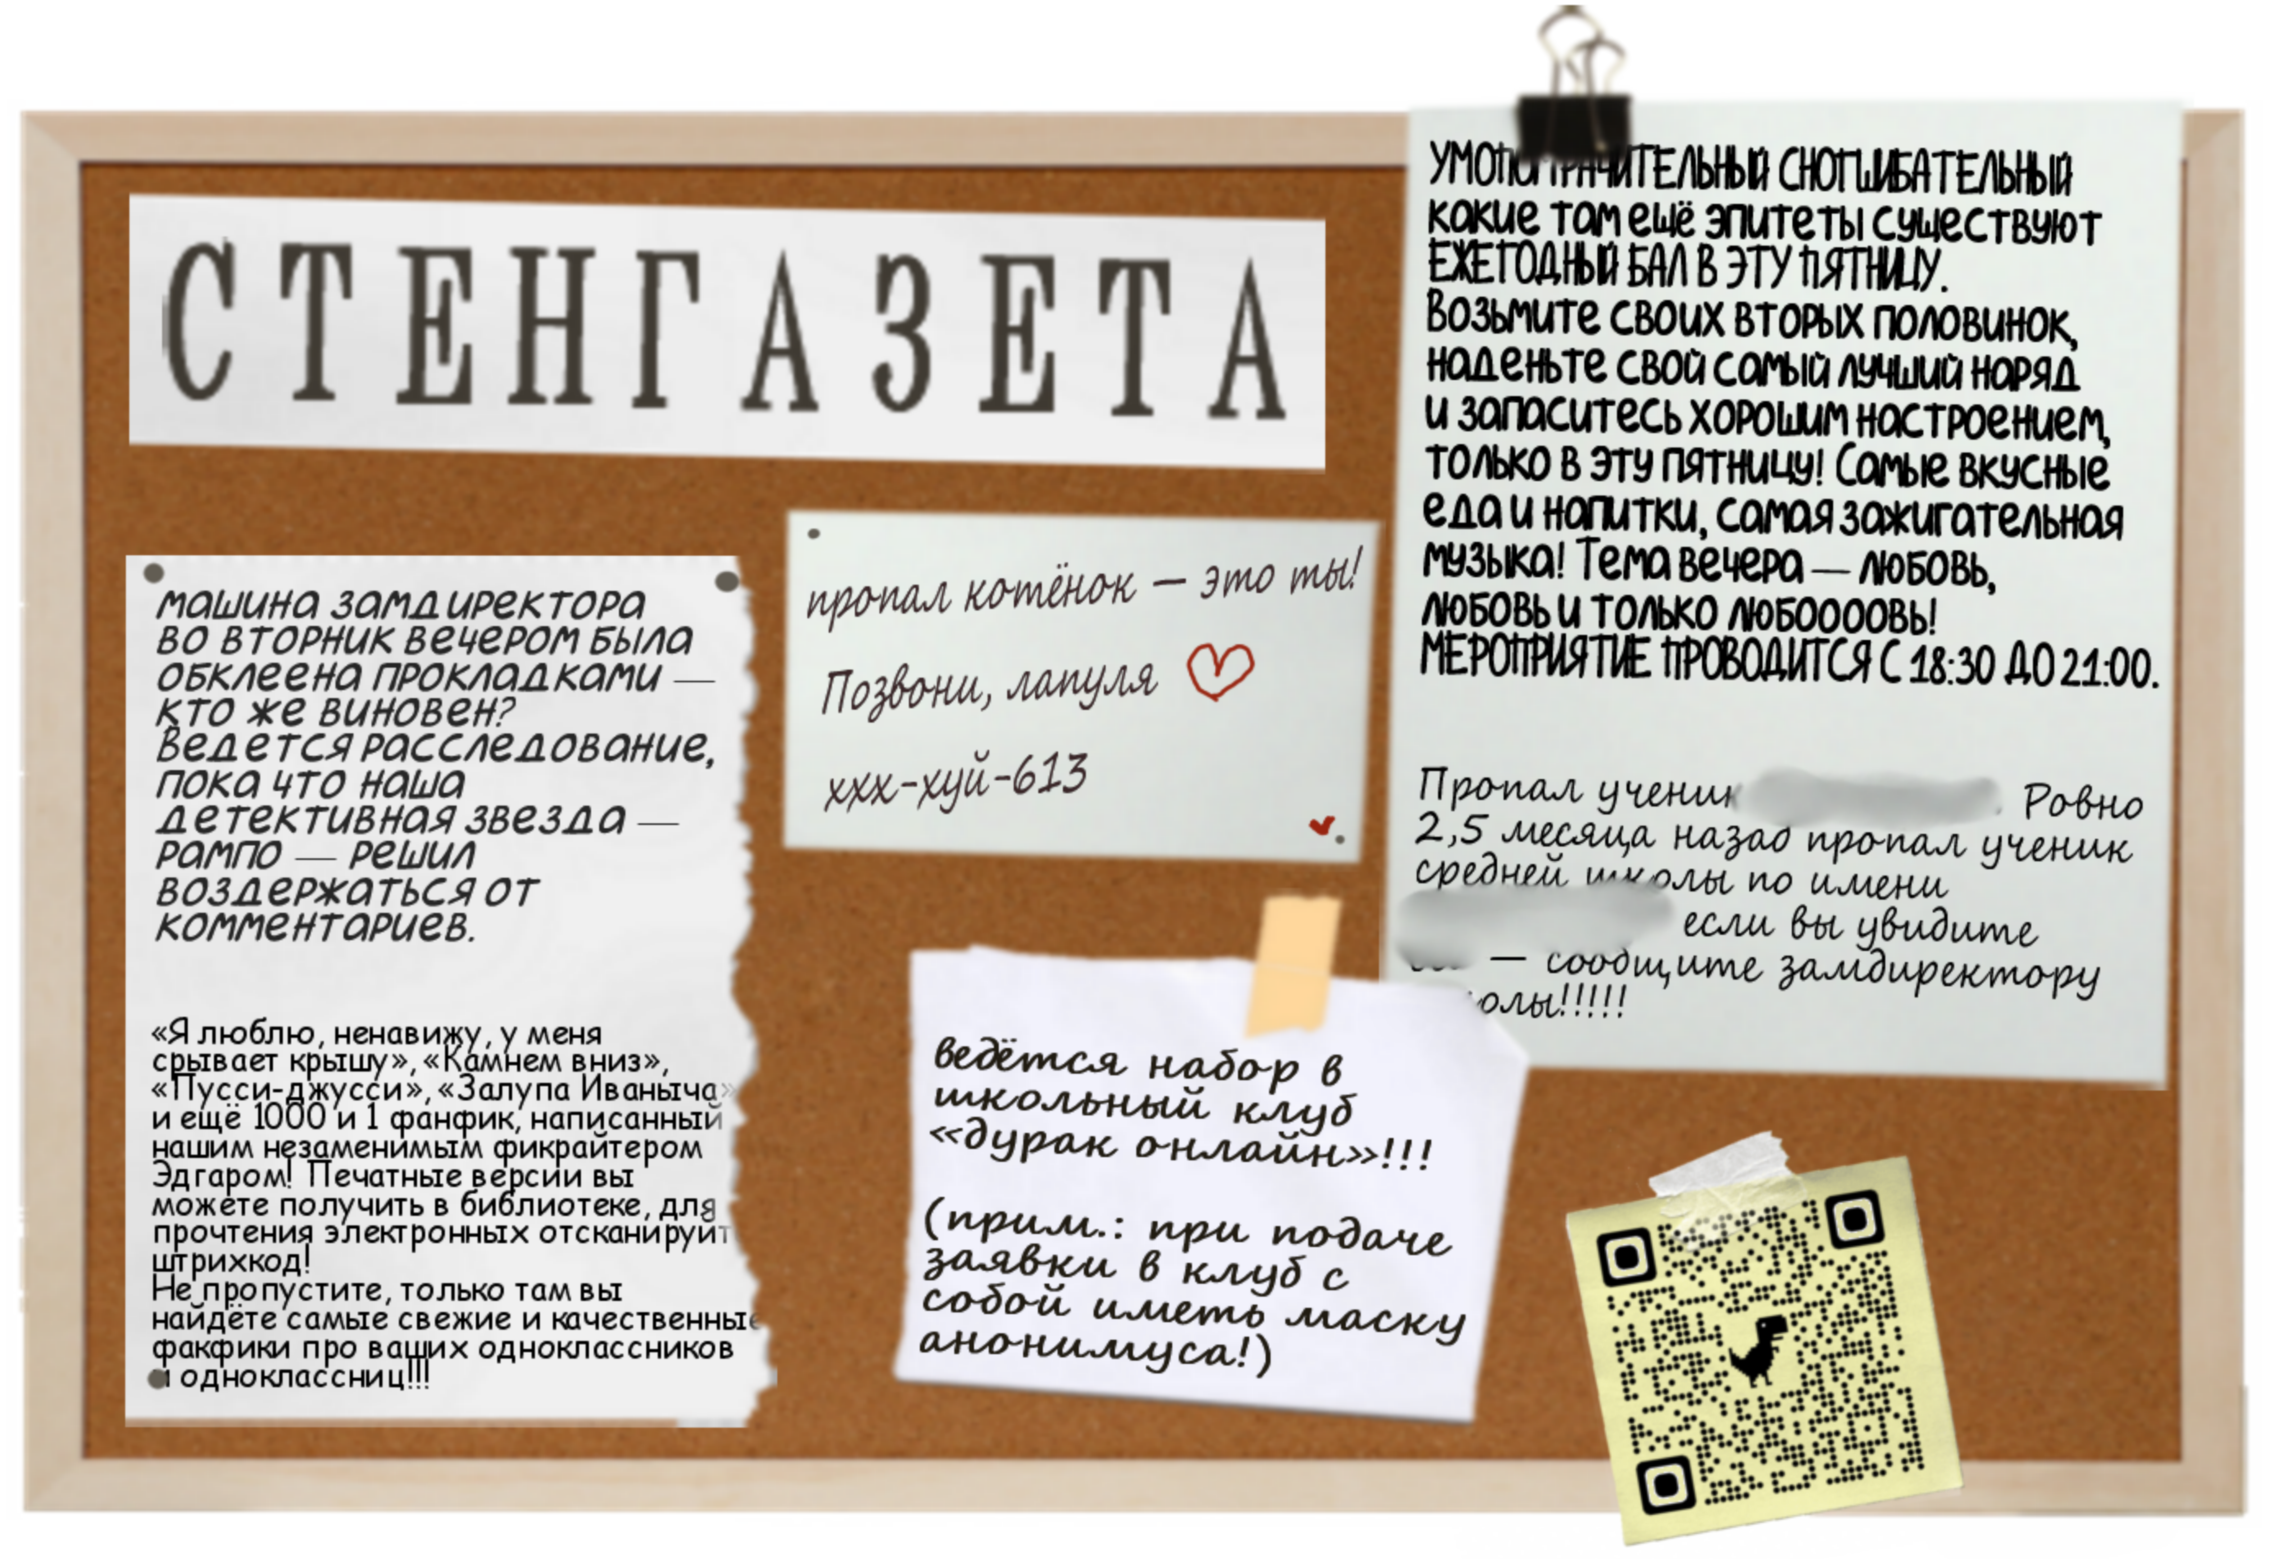 СТЕНГАЗЕТА
машина замдиректора
во вторник вечером была
обклеена прокладками —
кто же виновен?
Ведется расследование,
пока что наша
детективная звезда —
рампо — решил
воздержаться от
комментариев.
«Я люблю, ненавижу, у меня
срывает крышу», «Камнем вниз»,
«Пусси-джусси», «Залупа Иваныча»
и ещё 1000 и 1 фанфик, написанный
нашим незаменимым фикрайтером
Эдгаром! Печатные версии вы
можете получить в библиотеке, для
прочтения электронных отсканируйт
штрихкод!
Не пропустите, только там вы
найдёте самые свежие и качественные
факфики про ваших одноклассников
и одноклассниц!!!
пропал котёнок — это ты!
Позвони, лапуля
ххх-хуй-613
ведётся набор в
школьный клуб
«дурак онлайн»!!!
(прим.: при подаче
заявки в клуб с
собой иметь маску
анонимуса!)
УМОПОМРАЧИТЕЛЬНЫЙ СНОГШИБАТЕЛЬНЫЙ
какие там ещё эпитеты существуют
ЕЖЕГОДНЫЙ БАЛ В ЭТУ ПЯТНИЦУ.
Возьмите своих вторых половинок,
наденьте свой самый лучший наряд
и запаситесь хорошим настроением,
только в эту пятницу! Самые вкусные
еда и напитки, самая зажигательная
музыка! Тема вечера — любовь,
любовь и только любоооовь!
МЕРОПРИЯТИЕ ПРОВОДИТСЯ С 18:30 ДО 21:00.
Пропал ученик Ровно
2,5 месяца назад пропал ученик
средней школы по имени
если вы увидите
— сообщите замдиректору
олы!!!!!